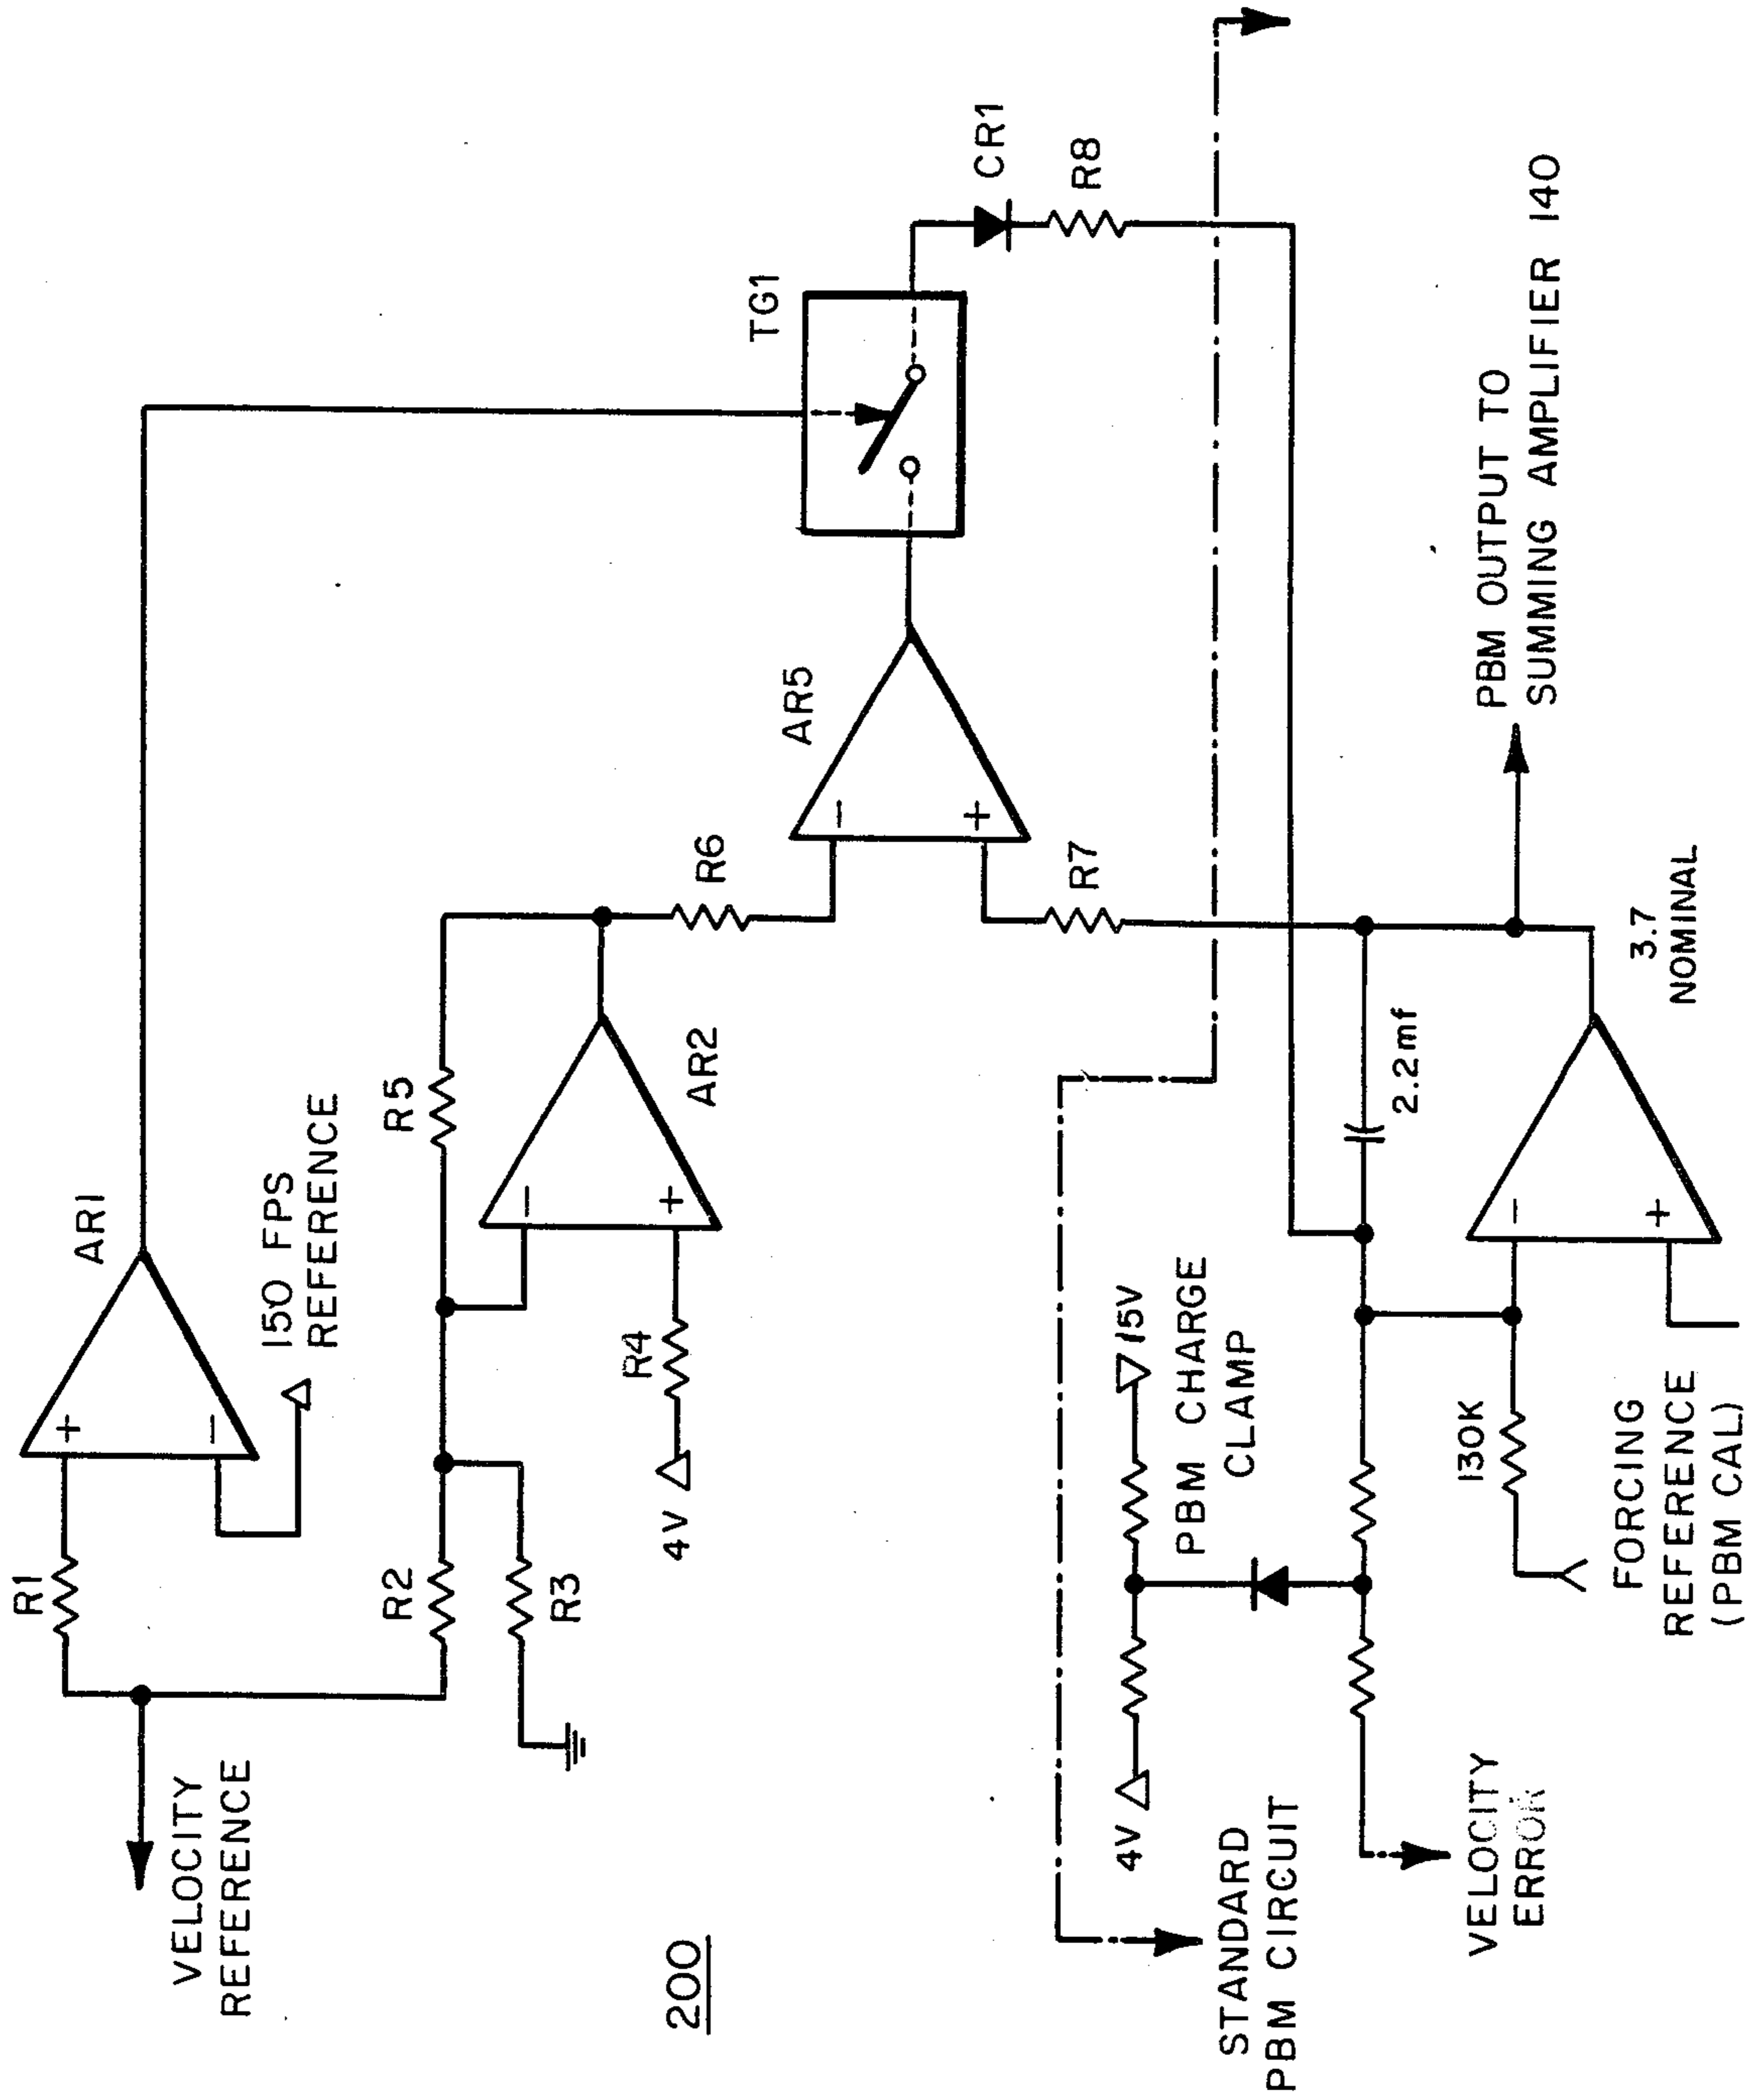 VELOCITY
REFERENCE
R1
AR1
+
−
150 FPS
REFERENCE
R2
R3
R5
AR2
−
+
R4
4V
R6
R7
AR5
−
+
TG1
CR1
R8
200
STANDARD
PBM CIRCUIT
4V
15V
PBM CHARGE
CLAMP
VELOCITY
ERROR
130K
FORCING
REFERENCE
(PBM CAL)
2.2mf
−
+
3.7
NOMINAL
PBM OUTPUT TO
SUMMING AMPLIFIER 140